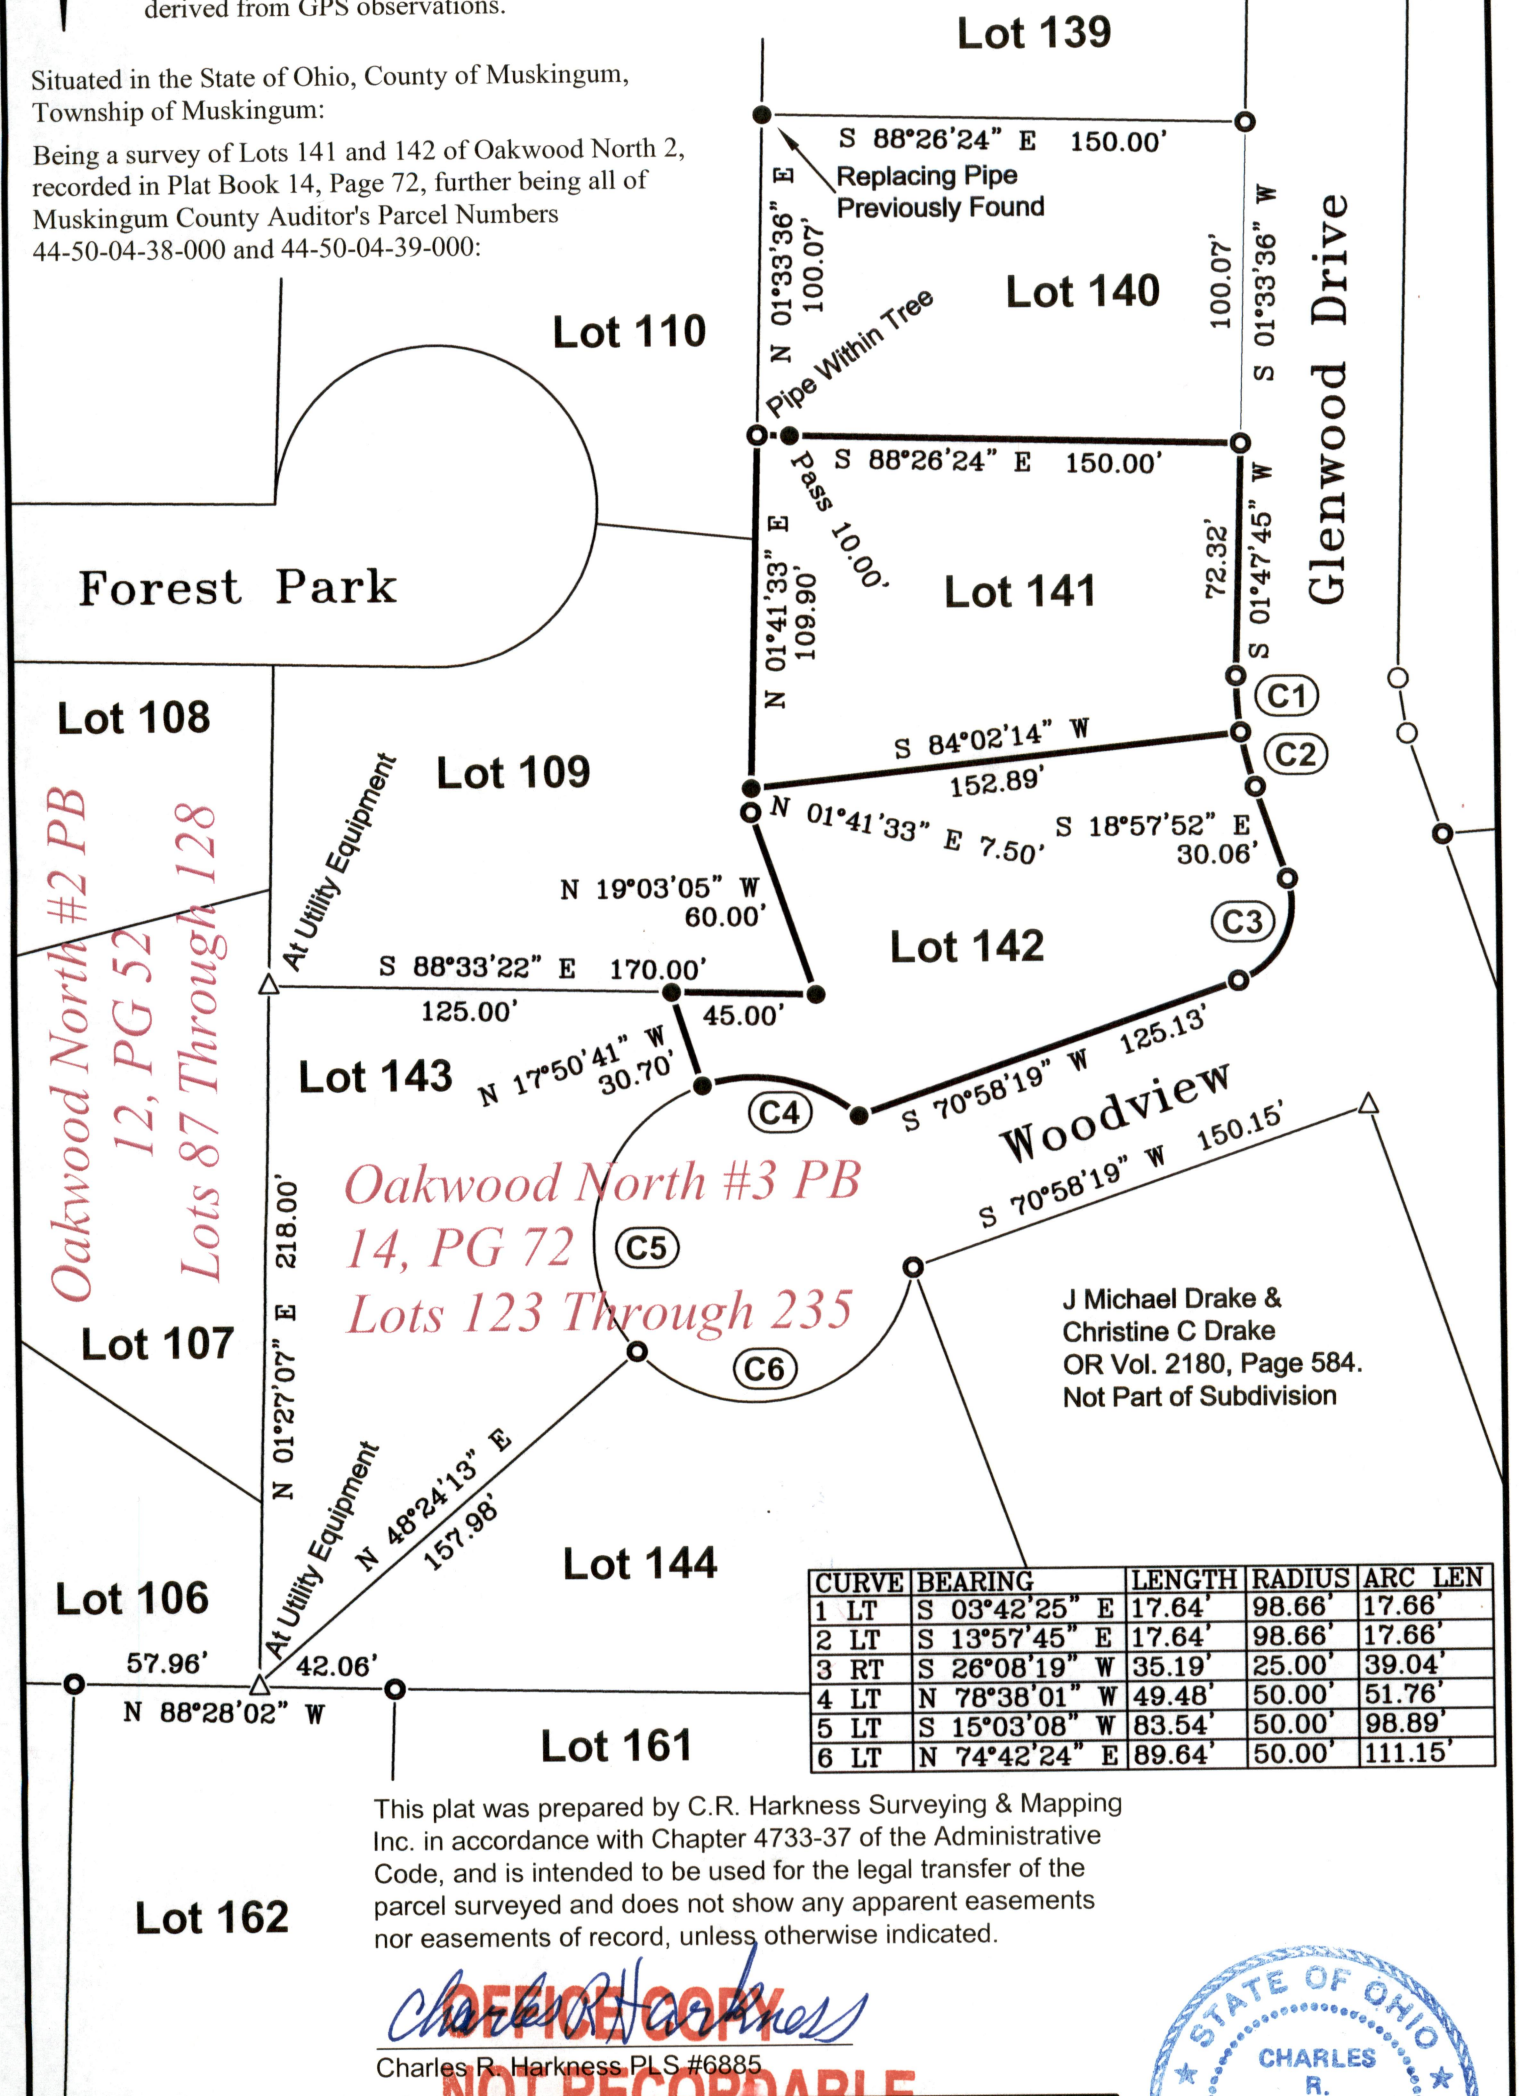 derived from GPS observations.
Situated in the State of Ohio, County of Muskingum,
Township of Muskingum:
Being a survey of Lots 141 and 142 of Oakwood North 2,
recorded in Plat Book 14, Page 72, further being all of
Muskingum County Auditor's Parcel Numbers
44-50-04-38-000 and 44-50-04-39-000:
Lot 139
S 88°26'24" E 150.00'
Replacing Pipe
Previously Found
N 01°33'36" E
100.07'
Lot 110
Lot 140
100.07'
S 01°33'36" W
Glenwood Drive
Pipe Within Tree
S 88°26'24" E 150.00'
Pass 10.00'
Forest Park
N 01°41'33" E
109.90'
Lot 141
72.32'
S 01°47'45" W
C1
Lot 108
Lot 109
S 84°02'14" W
152.89'
C2
N 01°41'33" E 7.50'
S 18°57'52" E
30.06'
Oakwood North #2 PB
12, PG 52
Lots 87 Through 128
At Utility Equipment
N 19°03'05" W
60.00'
C3
Lot 142
S 88°33'22" E 170.00'
125.00'
45.00'
Lot 143
N 17°50'41" W
30.70'
C4
S 70°58'19" W 125.13'
Woodview
S 70°58'19" W 150.15'
Oakwood North #3 PB
14, PG 72
Lots 123 Through 235
C5
N 01°27'07" E 218.00'
Lot 107
C6
J Michael Drake &
Christine C Drake
OR Vol. 2180, Page 584.
Not Part of Subdivision
N 48°24'13" E
157.98'
At Utility Equipment
Lot 144
Lot 106
57.96'
42.06'
N 88°28'02" W
CURVE BEARING LENGTH RADIUS ARC LEN
1 LT S 03°42'25" E 17.64' 98.66' 17.66'
2 LT S 13°57'45" E 17.64' 98.66' 17.66'
3 RT S 26°08'19" W 35.19' 25.00' 39.04'
4 LT N 78°38'01" W 49.48' 50.00' 51.76'
5 LT S 15°03'08" W 83.54' 50.00' 98.89'
6 LT N 74°42'24" E 89.64' 50.00' 111.15'
Lot 161
Lot 162
This plat was prepared by C.R. Harkness Surveying & Mapping
Inc. in accordance with Chapter 4733-37 of the Administrative
Code, and is intended to be used for the legal transfer of the
parcel surveyed and does not show any apparent easements
nor easements of record, unless otherwise indicated.
Charles R Harkness
OFFICE COPY
Charles R. Harkness PLS #6885
NOT RECORDABLE
STATE OF OHIO
CHARLES
R.